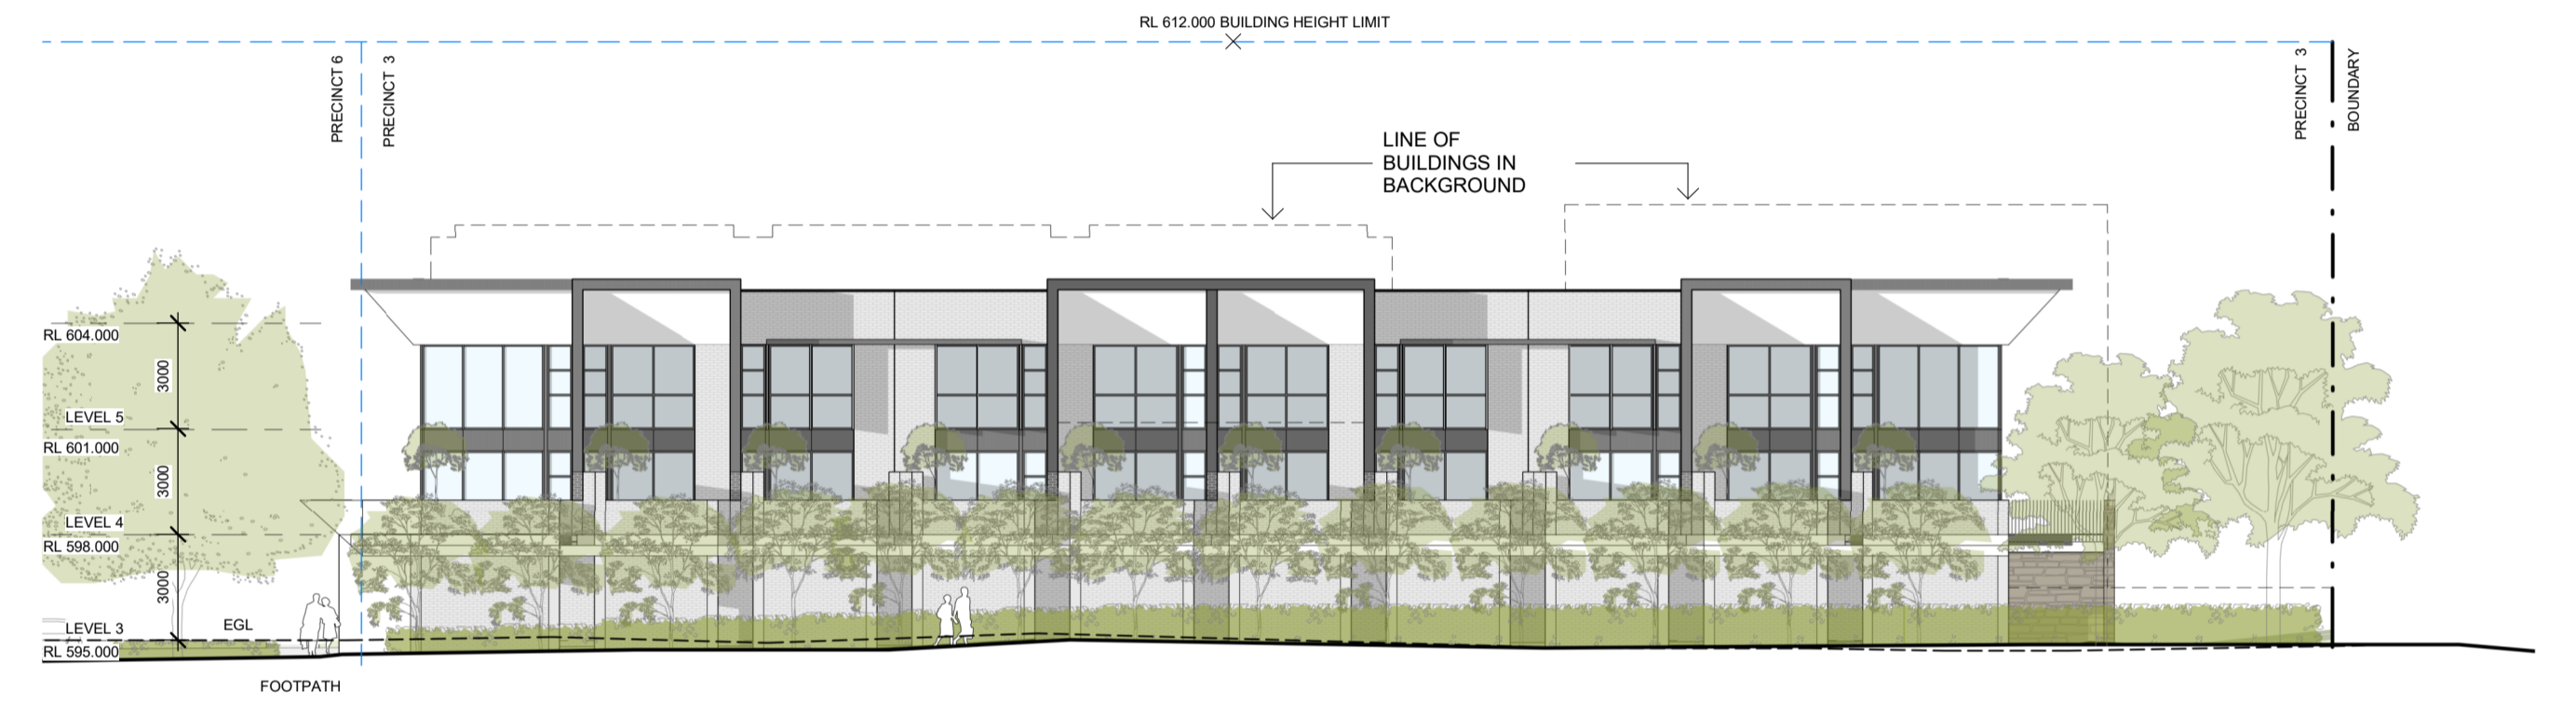 RL 612.000 BUILDING HEIGHT LIMIT
PRECINCT 6
PRECINCT 3
PRECINCT 3
BOUNDARY
LINE OF
BUILDINGS IN
BACKGROUND
RL 604.000
3000
LEVEL 5
RL 601.000
3000
LEVEL 4
RL 598.000
3000
LEVEL 3
EGL
RL 595.000
FOOTPATH